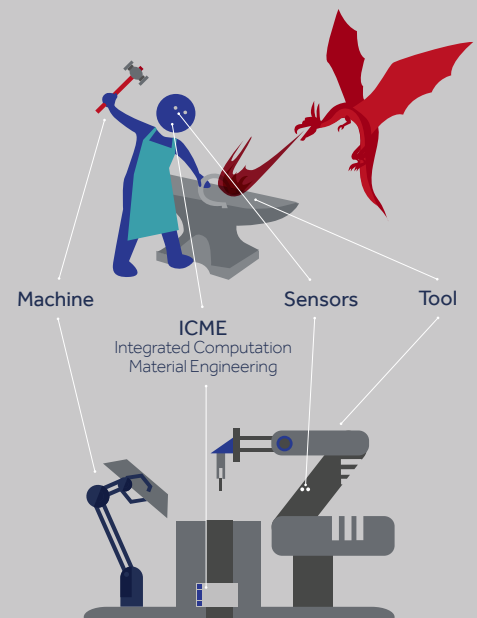 Machine
Sensors
Tool
ICME
Integrated Computation
Material Engineering